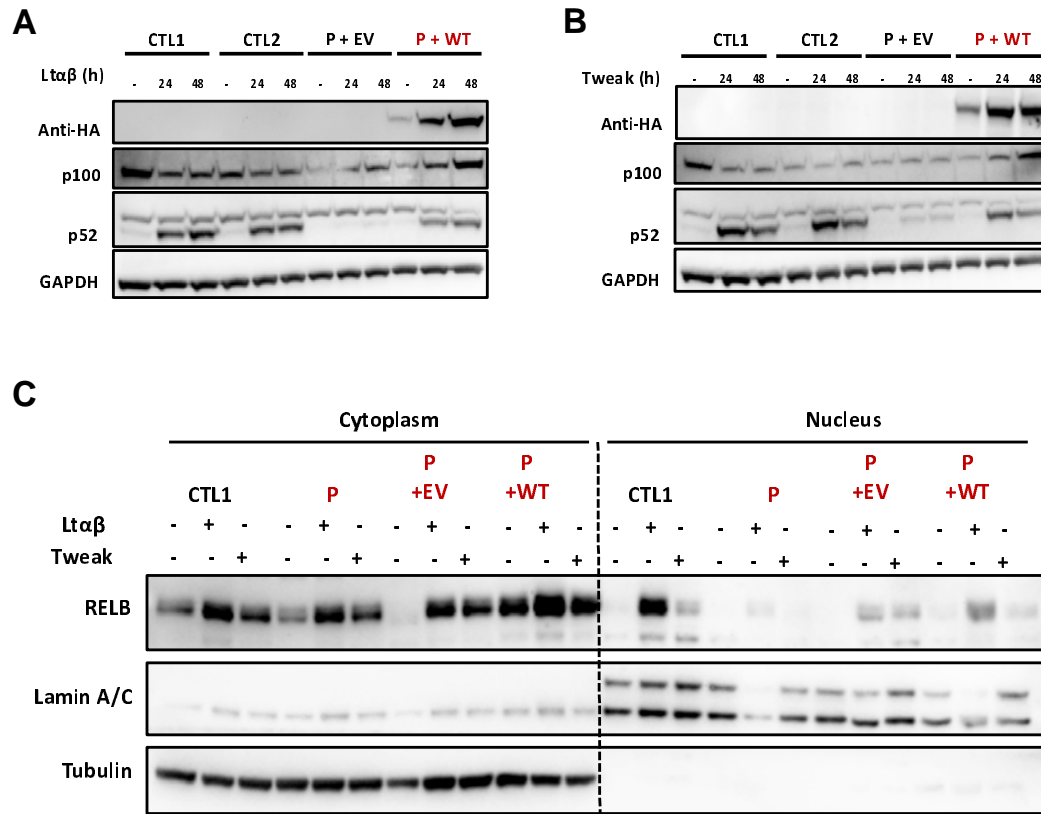 A
CTL1 CTL2 P + EV P + WT
Ltαβ (h) - 24 48 - 24 48 - 24 48 - 24 48
Anti-HA
p100
p52
GAPDH
B
CTL1 CTL2 P + EV P + WT
Tweak (h) - 24 48 - 24 48 - 24 48 - 24 48
Anti-HA
p100
p52
GAPDH
C
Cytoplasm Nucleus
P P P P
CTL1 P +EV +WT CTL1 P +EV +WT
Ltαβ - + - - + - - + - - + - - + - - + - - + - - + -
Tweak - - + - - + - - + - - + - - + - - + - - + - - +
RELB
Lamin A/C
Tubulin